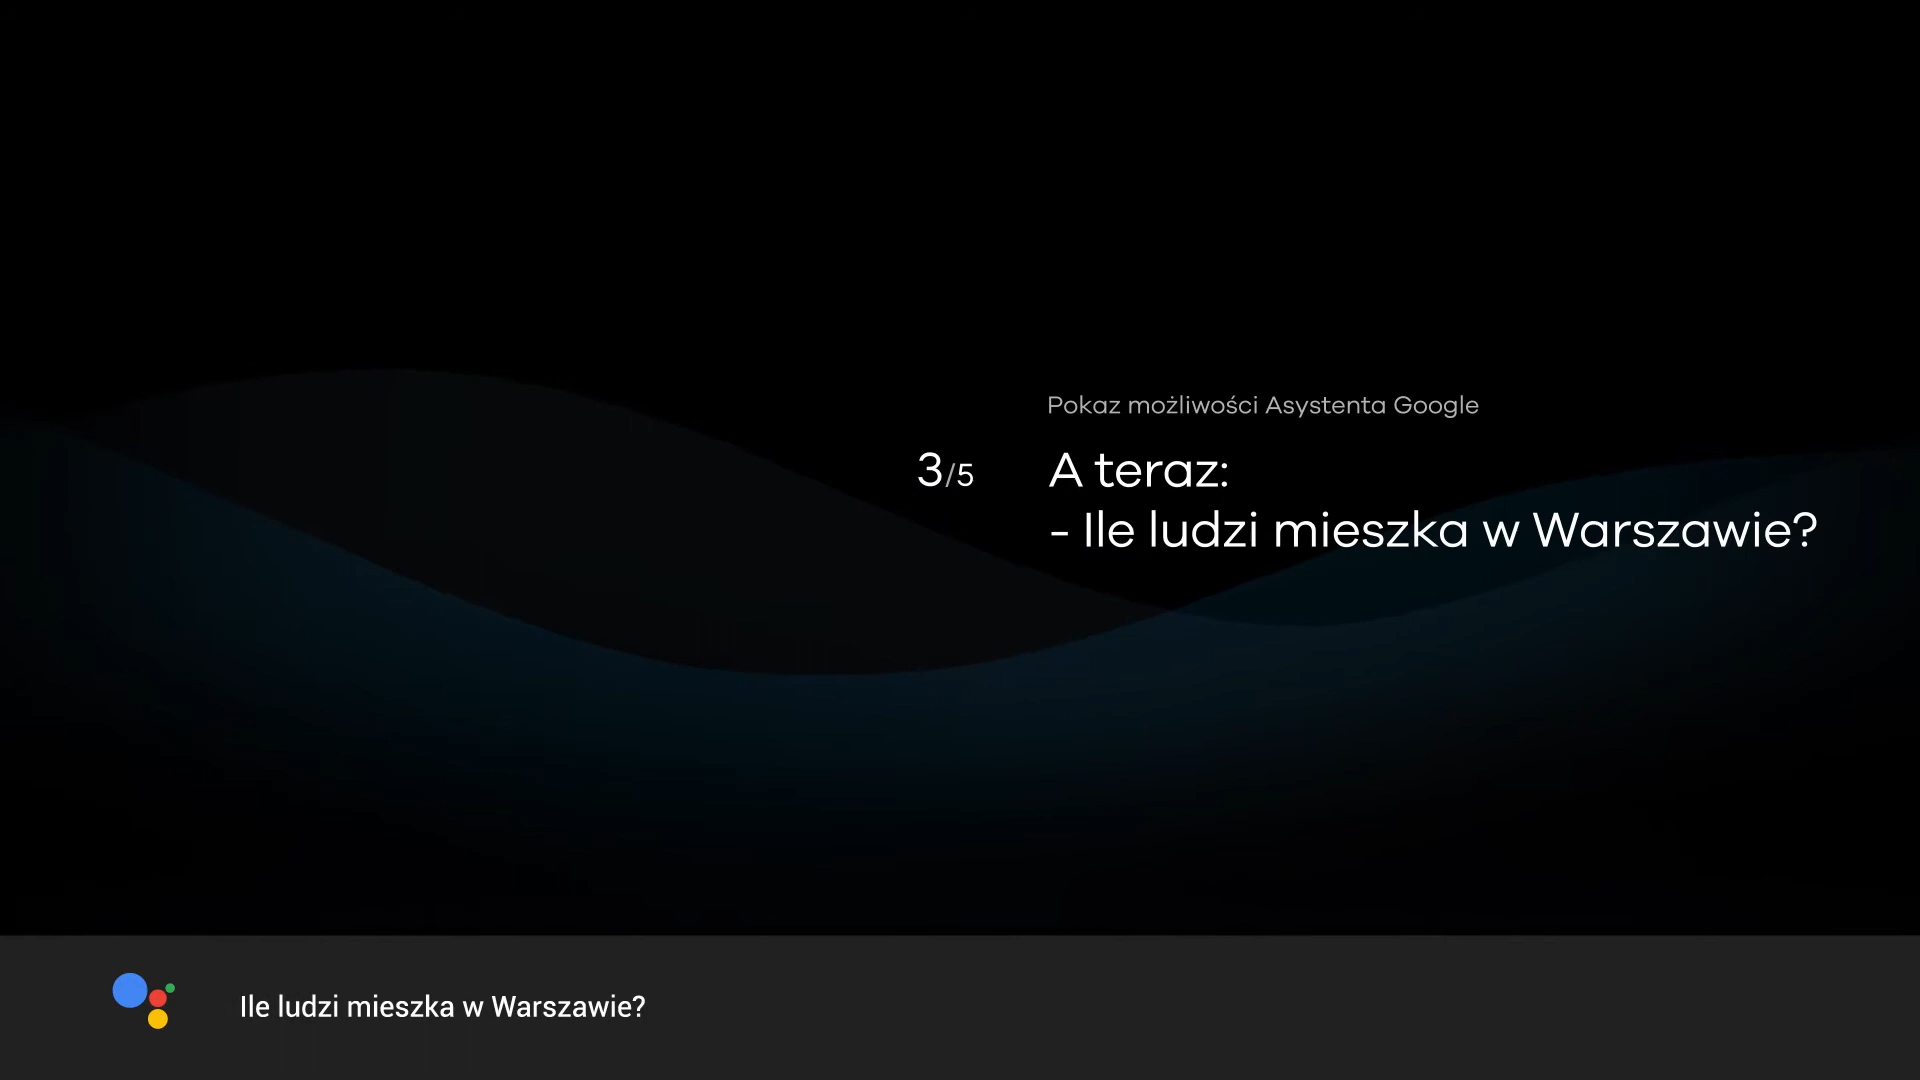 Pokaz możliwości Asystenta Google
3/5
A teraz:
- Ile ludzi mieszka w Warszawie?
Ile ludzi mieszka w Warszawie?